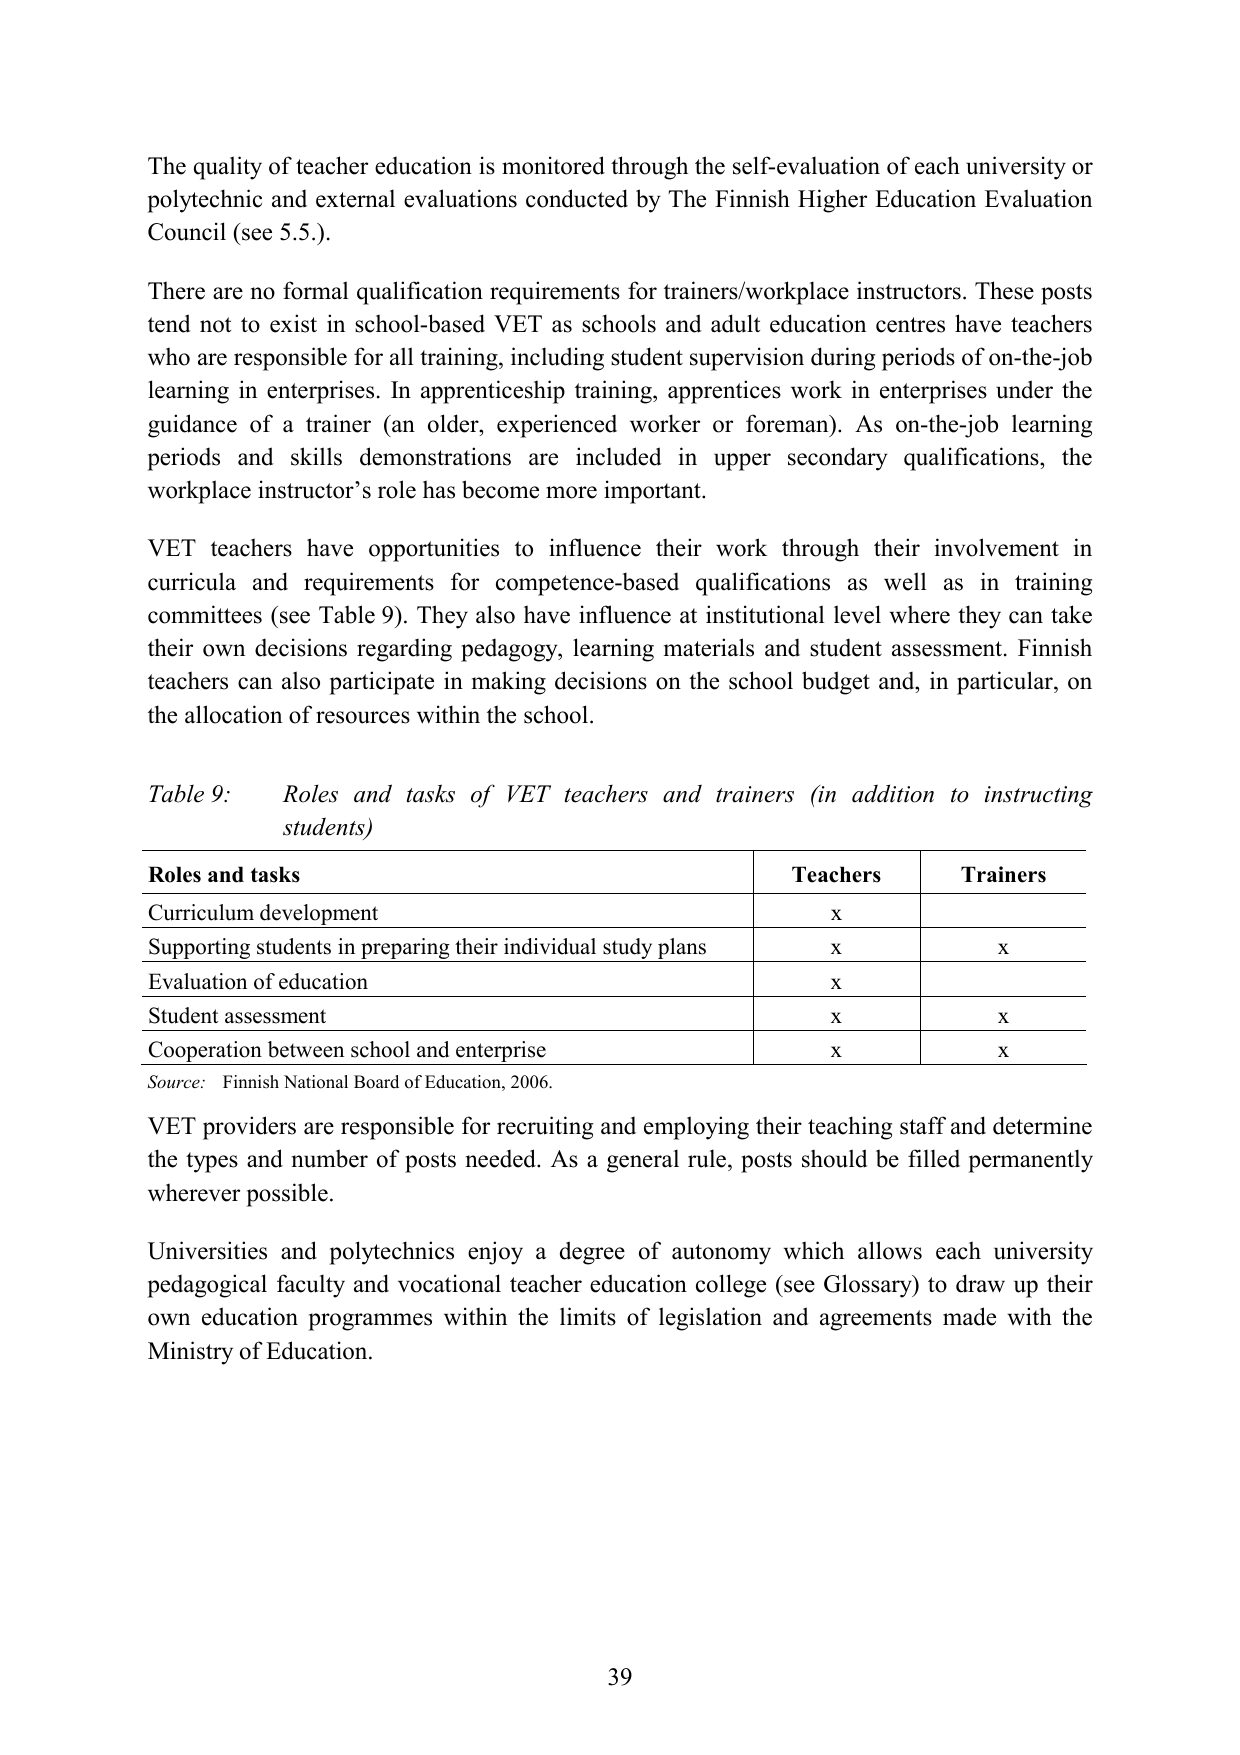 The quality of teacher education is monitored through the self-evaluation of each university or
polytechnic and external evaluations conducted by The Finnish Higher Education Evaluation
Council (see 5.5.).
There are no formal qualification requirements for trainers/workplace instructors. These posts
tend not to exist in school-based VET as schools and adult education centres have teachers
who are responsible for all training, including student supervision during periods of on-the-job
learning in enterprises. In apprenticeship training, apprentices work in enterprises under the
guidance of a trainer (an older, experienced worker or foreman). As on-the-job learning
periods and skills demonstrations are included in upper secondary qualifications, the
workplace instructor’s role has become more important.
VET teachers have opportunities to influence their work through their involvement in
curricula and requirements for competence-based qualifications as well as in training
committees (see Table 9). They also have influence at institutional level where they can take
their own decisions regarding pedagogy, learning materials and student assessment. Finnish
teachers can also participate in making decisions on the school budget and, in particular, on
the allocation of resources within the school.
Table 9: Roles and tasks of VET teachers and trainers (in addition to instructing
students)
Roles and tasks Teachers Trainers
Curriculum development x
Supporting students in preparing their individual study plans x x
Evaluation of education x
Student assessment x x
Cooperation between school and enterprise x x
Source: Finnish National Board of Education, 2006.
VET providers are responsible for recruiting and employing their teaching staff and determine
the types and number of posts needed. As a general rule, posts should be filled permanently
wherever possible.
Universities and polytechnics enjoy a degree of autonomy which allows each university
pedagogical faculty and vocational teacher education college (see Glossary) to draw up their
own education programmes within the limits of legislation and agreements made with the
Ministry of Education.
39